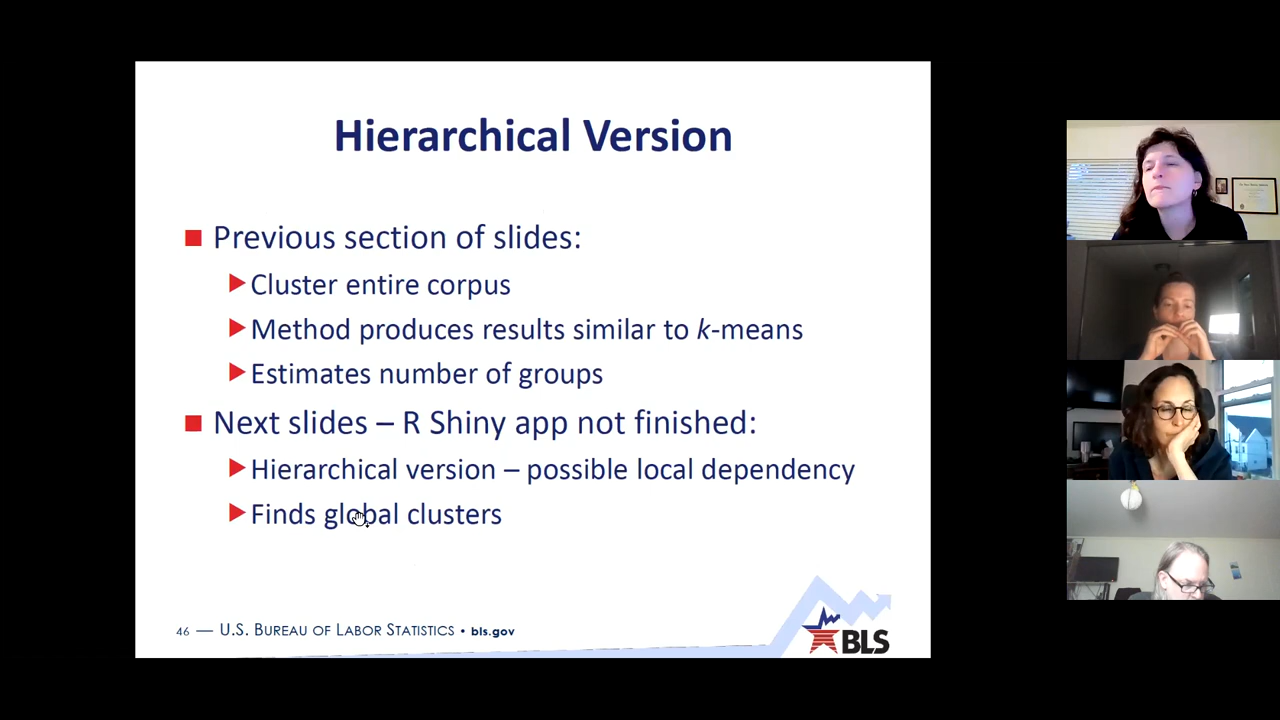 Hierarchical Version
■ Previous section of slides:
▶ Cluster entire corpus
▶ Method produces results similar to k-means
▶ Estimates number of groups
■ Next slides – R Shiny app not finished:
▶ Hierarchical version – possible local dependency
▶ Finds global clusters
46 — U.S. BUREAU OF LABOR STATISTICS • bls.gov
BLS